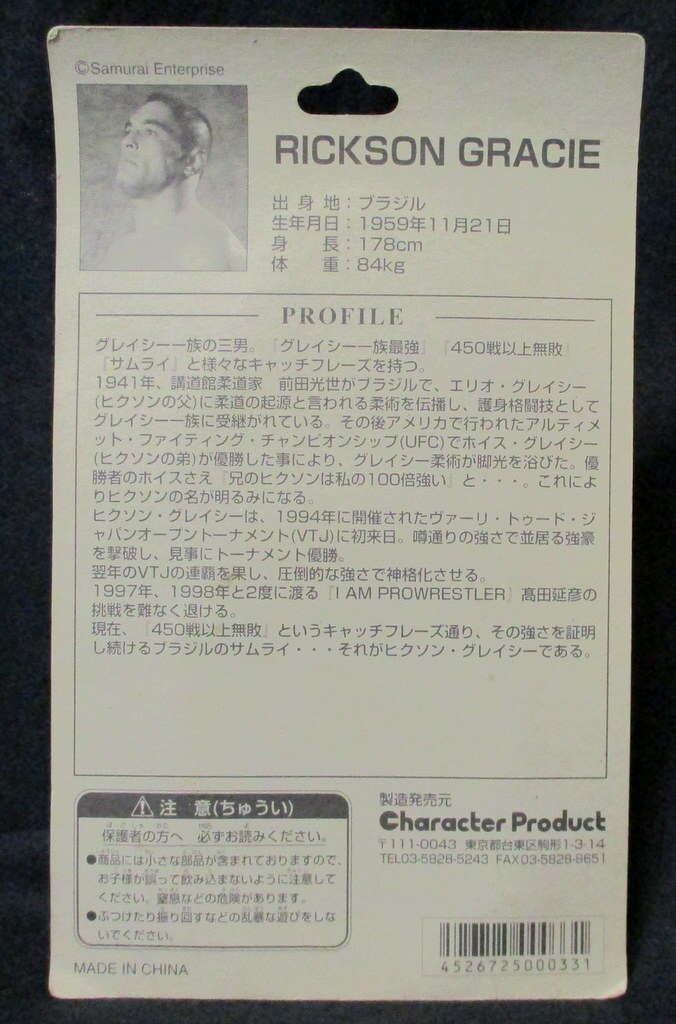 ©Samurai Enterprise
RICKSON GRACIE
出身地：ブラジル
生年月日：1959年11月21日
身　　長：178cm
体　　重：84kg
PROFILE
グレイシー一族の三男。『グレイシー一族最強』『450戦以上無敗』
『サムライ』と様々なキャッチフレーズを持つ。
1941年、講道館柔道家　前田光世がブラジルで、エリオ・グレイシー
(ヒクソンの父)に柔道の起源と言われる柔術を伝播し、護身格闘技として
グレイシー一族に受継がれている。その後アメリカで行われたアルティメ
ット・ファイティング・チャンピオンシップ(UFC)でホイス・グレイシー
(ヒクソンの弟)が優勝した事により、グレイシー柔術が脚光を浴びた。優
勝者のホイスさえ『兄のヒクソンは私の100倍強い』と・・・。これによ
りヒクソンの名が明るみになる。
ヒクソン・グレイシーは、1994年に開催されたヴァーリ・トゥード・ジ
ャパンオープントーナメント(VTJ)に初来日。噂通りの強さで並居る強豪
を撃破し、見事にトーナメント優勝。
翌年のVTJの連覇を果し、圧倒的な強さで神格化させる。
1997年、1998年と2度に渡る『I AM PROWRESTLER』髙田延彦の
挑戦を難なく退ける。
現在、『450戦以上無敗』というキャッチフレーズ通り、その強さを証明
し続けるブラジルのサムライ・・・それがヒクソン・グレイシーである。
⚠注　意(ちゅうい)
保護者の方へ　必ずお読みください。
●商品には小さな部品が含まれておりますので、
お子様が誤って飲み込まないように注意して
ください。窒息などの危険があります。
●ぶつけたり振り回すなどの乱暴な遊びをしな
いでください。
製造発売元
Character Product
〒111-0043 東京都台東区駒形1-3-14
TEL03-5828-5243 FAX03-5828-8651
MADE IN CHINA
4526725000331